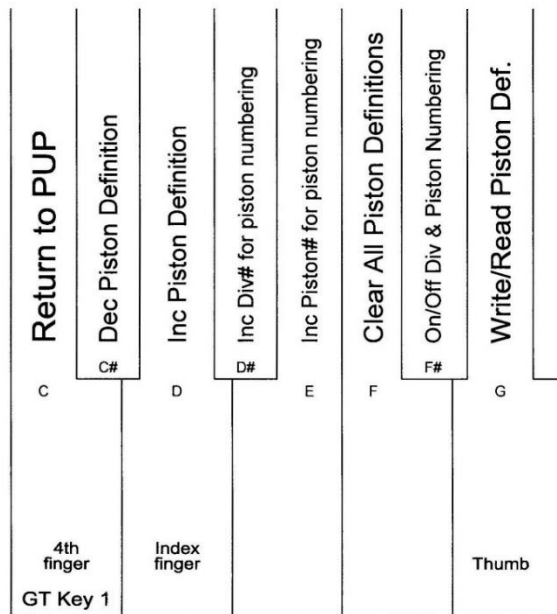 Return to PUP
Dec Piston Definition
Inc Piston Definition
Inc Div# for piston numbering
Inc Piston# for piston numbering
Clear All Piston Definitions
On/Off Div & Piston Numbering
Write/Read Piston Def.
C#
D#
F#
C
D
E
F
G
4th
finger
Index
finger
Thumb
GT Key 1